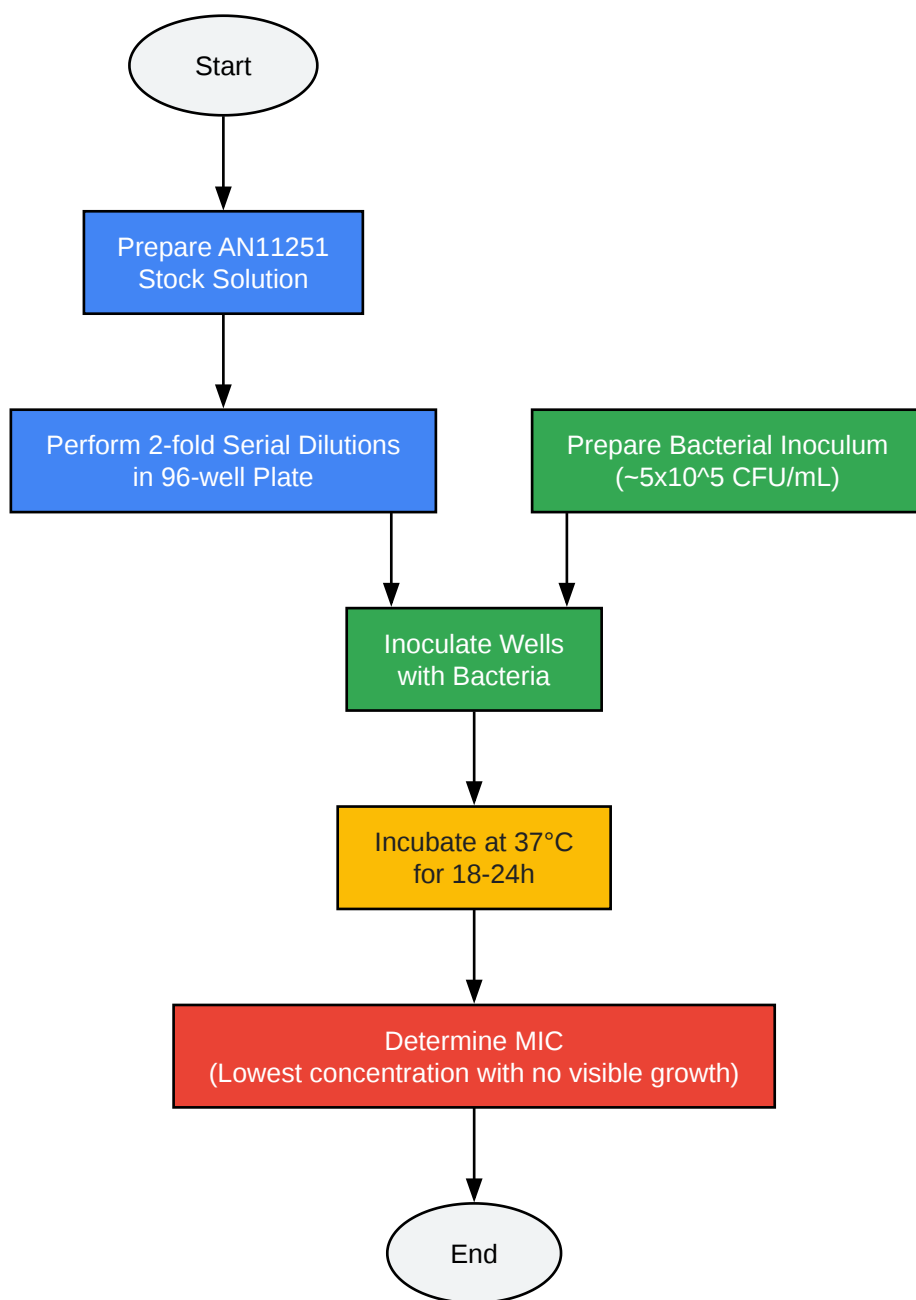 Start
Prepare AN11251
Stock Solution
Perform 2-fold Serial Dilutions
in 96-well Plate
Prepare Bacterial Inoculum
(~5x10^5 CFU/mL)
Inoculate Wells
with Bacteria
Incubate at 37°C
for 18-24h
Determine MIC
(Lowest concentration with no visible growth)
End